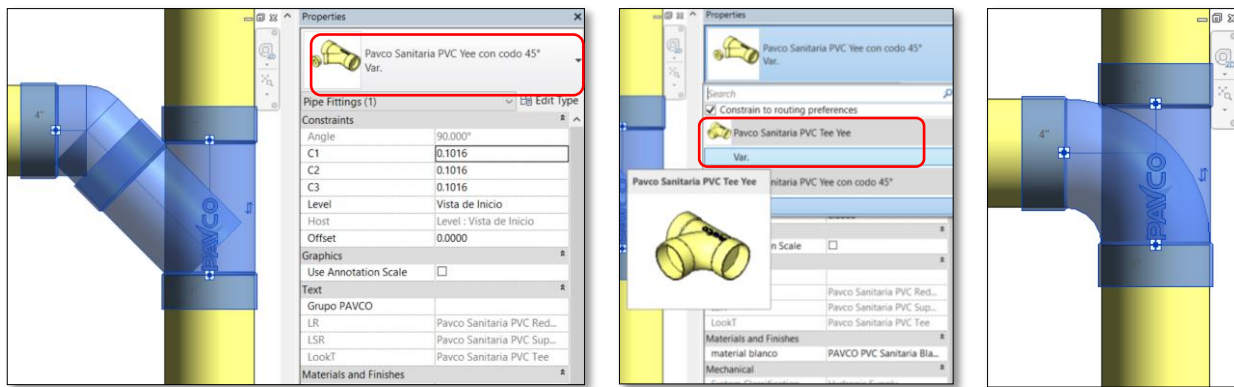 4"
PAVCO
Properties
Pavco Sanitaria PVC Yee con codo 45°
Var.
Pipe Fittings (1)
Edit Type
Constraints
Angle 90.000°
C1 0.1016
C2 0.1016
C3 0.1016
Level Vista de Inicio
Host Level : Vista de Inicio
Offset 0.0000
Graphics
Use Annotation Scale
Text
Grupo PAVCO
LR Pavco Sanitaria PVC Red...
LSR Pavco Sanitaria PVC Sup...
LookT Pavco Sanitaria PVC Tee
Materials and Finishes
Properties
Pavco Sanitaria PVC Yee con codo 45°
Var.
Search
Constrain to routing preferences
Pavco Sanitaria PVC Tee Yee
Var.
Pavco Sanitaria PVC Tee Yee
nitaria PVC Yee con codo 45°
n Scale
Pavco Sanitaria PVC Red...
Pavco Sanitaria PVC Sup...
LookT Pavco Sanitaria PVC Tee
Materials and Finishes
material blanco PAVCO PVC Sanitaria Bla...
Mechanical
4"
PAVCO